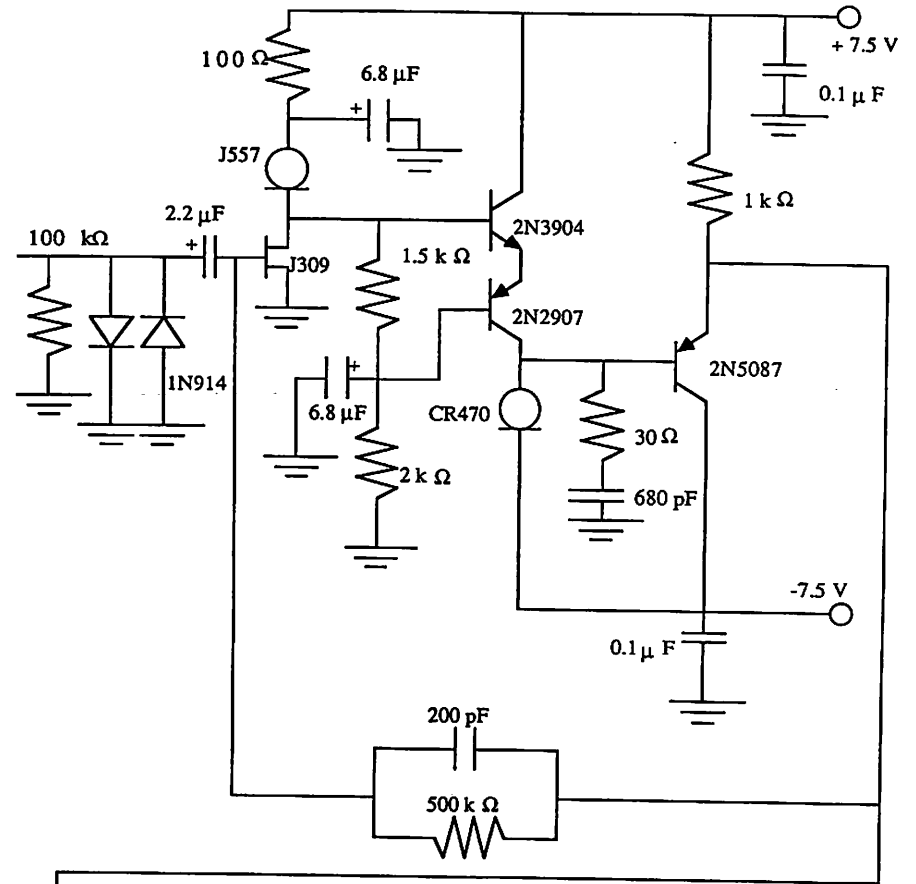 + 7.5 V
100 Ω
6.8 μF
+
0.1 μ F
J557
1 k Ω
2.2 μF
+
2N3904
100 kΩ
J309
1.5 k Ω
2N2907
2N5087
1N914
+
6.8 μF
CR470
30 Ω
2 k Ω
680 pF
-7.5 V
0.1 μ F
200 pF
500 k Ω